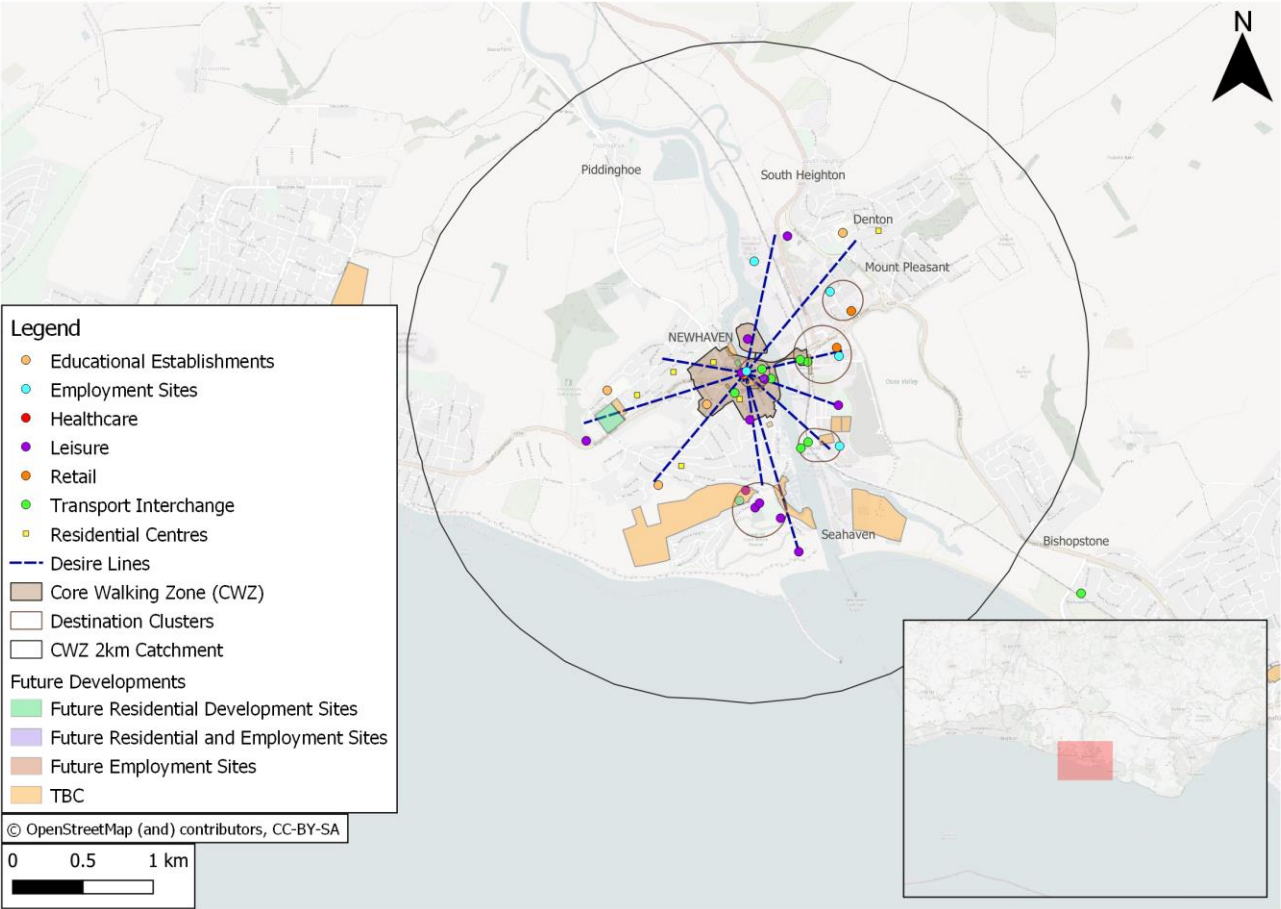 N
Piddinghoe
South Heighton
Denton
Mount Pleasant
NEWHAVEN
Seahaven
Bishopstone
Legend
Educational Establishments
Employment Sites
Healthcare
Leisure
Retail
Transport Interchange
Residential Centres
Desire Lines
Core Walking Zone (CWZ)
Destination Clusters
CWZ 2km Catchment
Future Developments
Future Residential Development Sites
Future Residential and Employment Sites
Future Employment Sites
TBC
© OpenStreetMap (and) contributors, CC-BY-SA
0 0.5 1 km